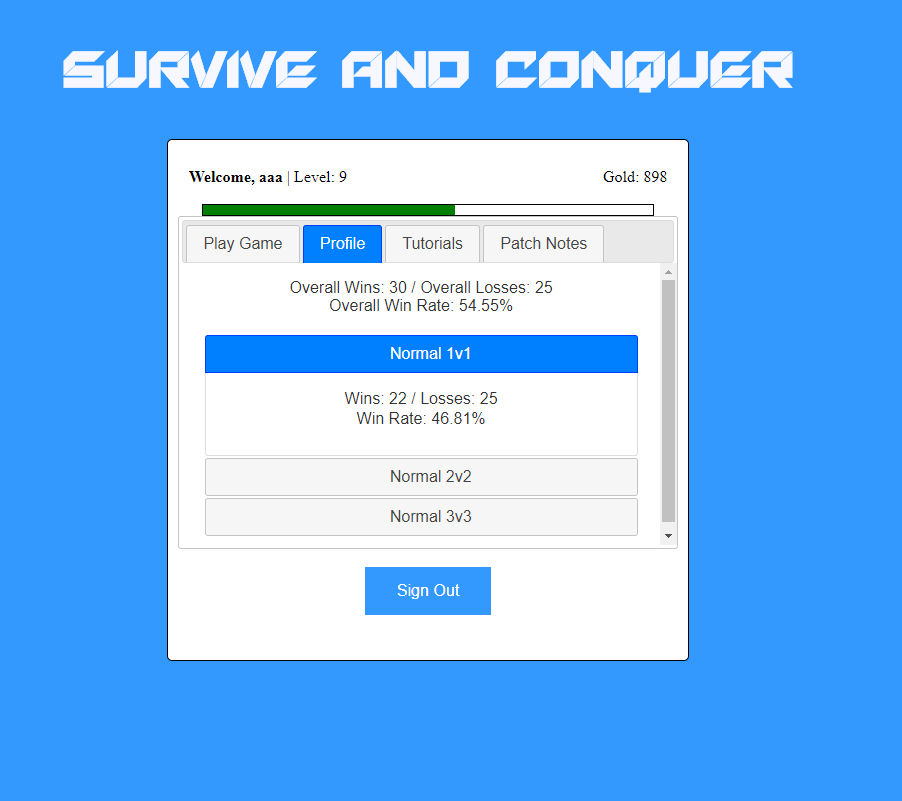 SURVIVE AND CONQUER
Welcome, aaa | Level: 9
Gold: 898
Play Game
Profile
Tutorials
Patch Notes
Overall Wins: 30 / Overall Losses: 25
Overall Win Rate: 54.55%
Normal 1v1
Wins: 22 / Losses: 25
Win Rate: 46.81%
Normal 2v2
Normal 3v3
Sign Out